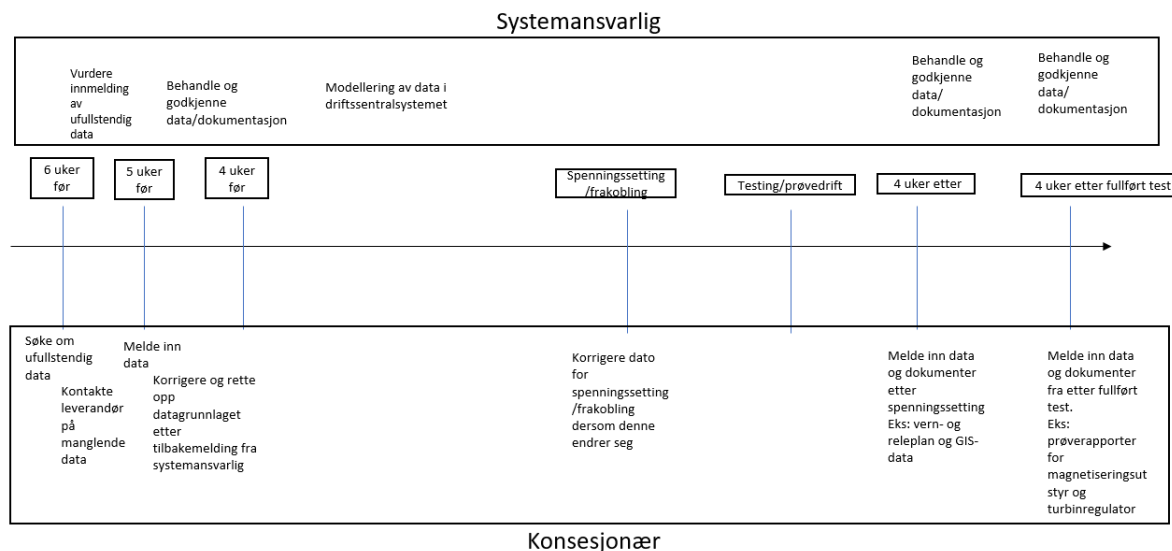 Systemansvarlig
Vurdere
innmelding
av
ufullstendig
data
Behandle og
godkjenne
data/dokumentasjon
Modellering av data i
driftssentralsystemet
Behandle og
godkjenne
data/
dokumentasjon
Behandle og
godkjenne
data/
dokumentasjon
6 uker
før
5 uker
før
4 uker
før
Spenningssetting
/frakobling
Testing/prøvedrift
4 uker etter
4 uker etter fullført test
Søke om
ufullstendig
data
Kontakte
leverandør
på
manglende
data
Melde inn
data
Korrigere og rette
opp
datagrunnlaget
etter
tilbakemelding fra
systemansvarlig
Korrigere dato
for
spenningssetting
/frakobling
dersom denne
endrer seg
Melde inn data
og dokumenter
etter
spenningssetting
Eks: vern- og
releplan og GIS-
data
Melde inn data
og dokumenter
fra etter fullført
test.
Eks:
prøverapporter
for
magnetiseringsut
styr og
turbinregulator
Konsesjonær